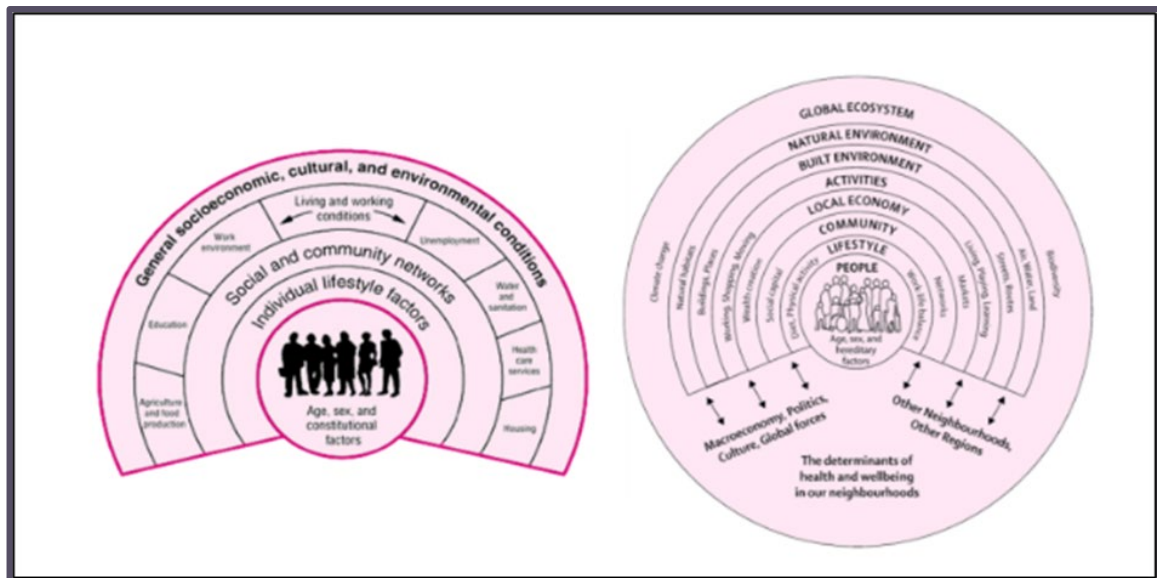 General socioeconomic, cultural, and environmental conditions
Living and working
conditions
Work
environment
Unemployment
Education
Water
and
sanitation
Agriculture
and food
production
Health
care
services
Housing
Social and community networks
Individual lifestyle factors
Age, sex, and
constitutional
factors
GLOBAL ECOSYSTEM
NATURAL ENVIRONMENT
BUILT ENVIRONMENT
ACTIVITIES
LOCAL ECONOMY
COMMUNITY
LIFESTYLE
PEOPLE
Climate change
Natural habitats
Buildings, Places
Working, Shopping, Moving
Wealth creation
Social capital
Diet, Physical activity
Work life balance
Networks
Markets
Living, Playing, Learning
Streets, Routes
Air, Water, Land
Biodiversity
Age, sex, and
hereditary
factors
Macroeconomy, Politics,
Culture, Global forces
Other Neighbourhoods,
Other Regions
The determinants of
health and wellbeing
in our neighbourhoods